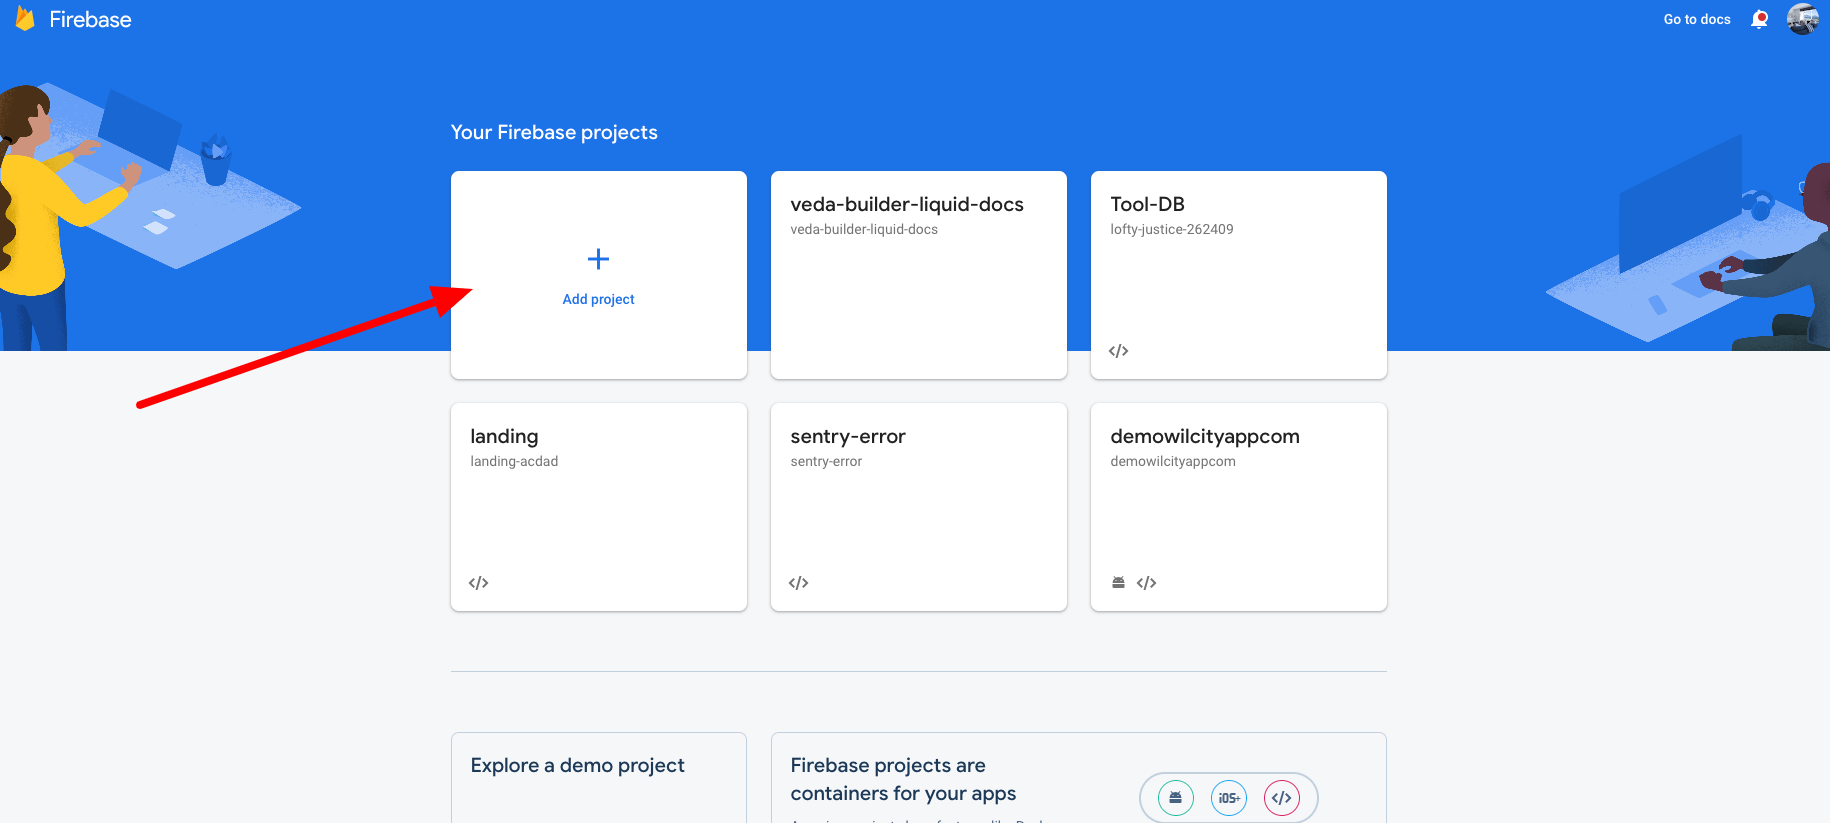 Firebase
Go to docs
Your Firebase projects
Add project
veda-builder-liquid-docs
veda-builder-liquid-docs
Tool-DB
lofty-justice-262409
landing
landing-acdad
sentry-error
sentry-error
demowilcityappcom
demowilcityappcom
Explore a demo project
Firebase projects are
containers for your apps
iOS+